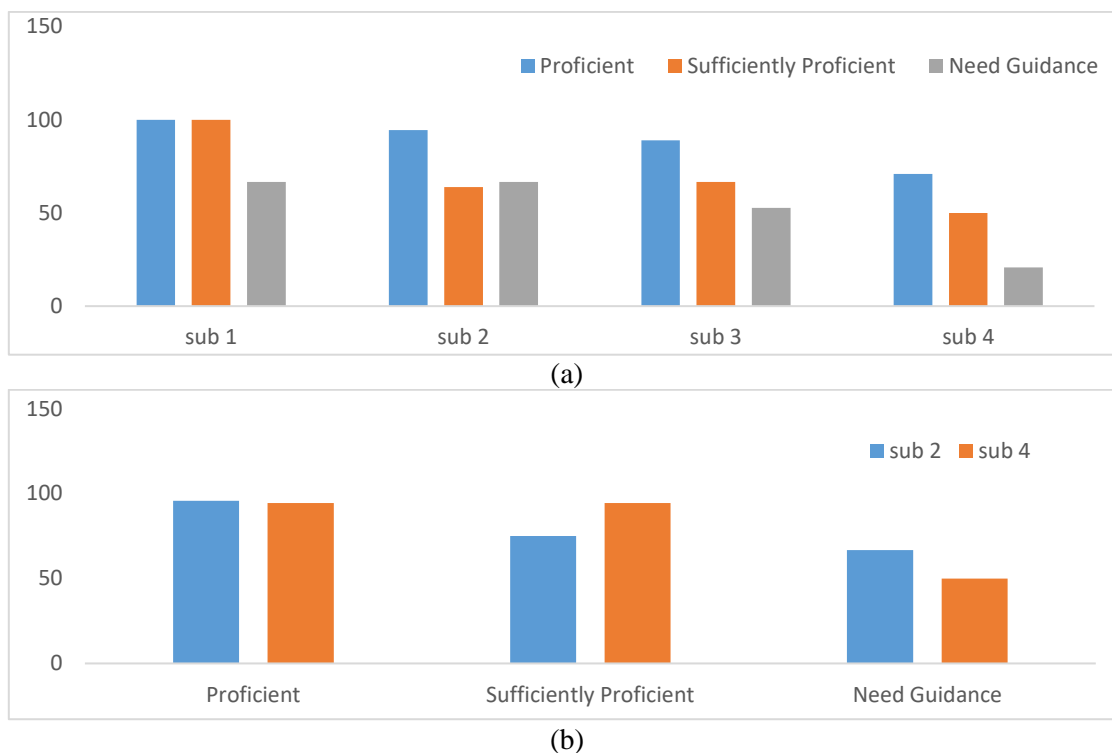 150
Proficient Sufficiently Proficient Need Guidance
100
50
0
sub 1 sub 2 sub 3 sub 4
(a)
150
sub 2 sub 4
100
50
0
Proficient Sufficiently Proficient Need Guidance
(b)